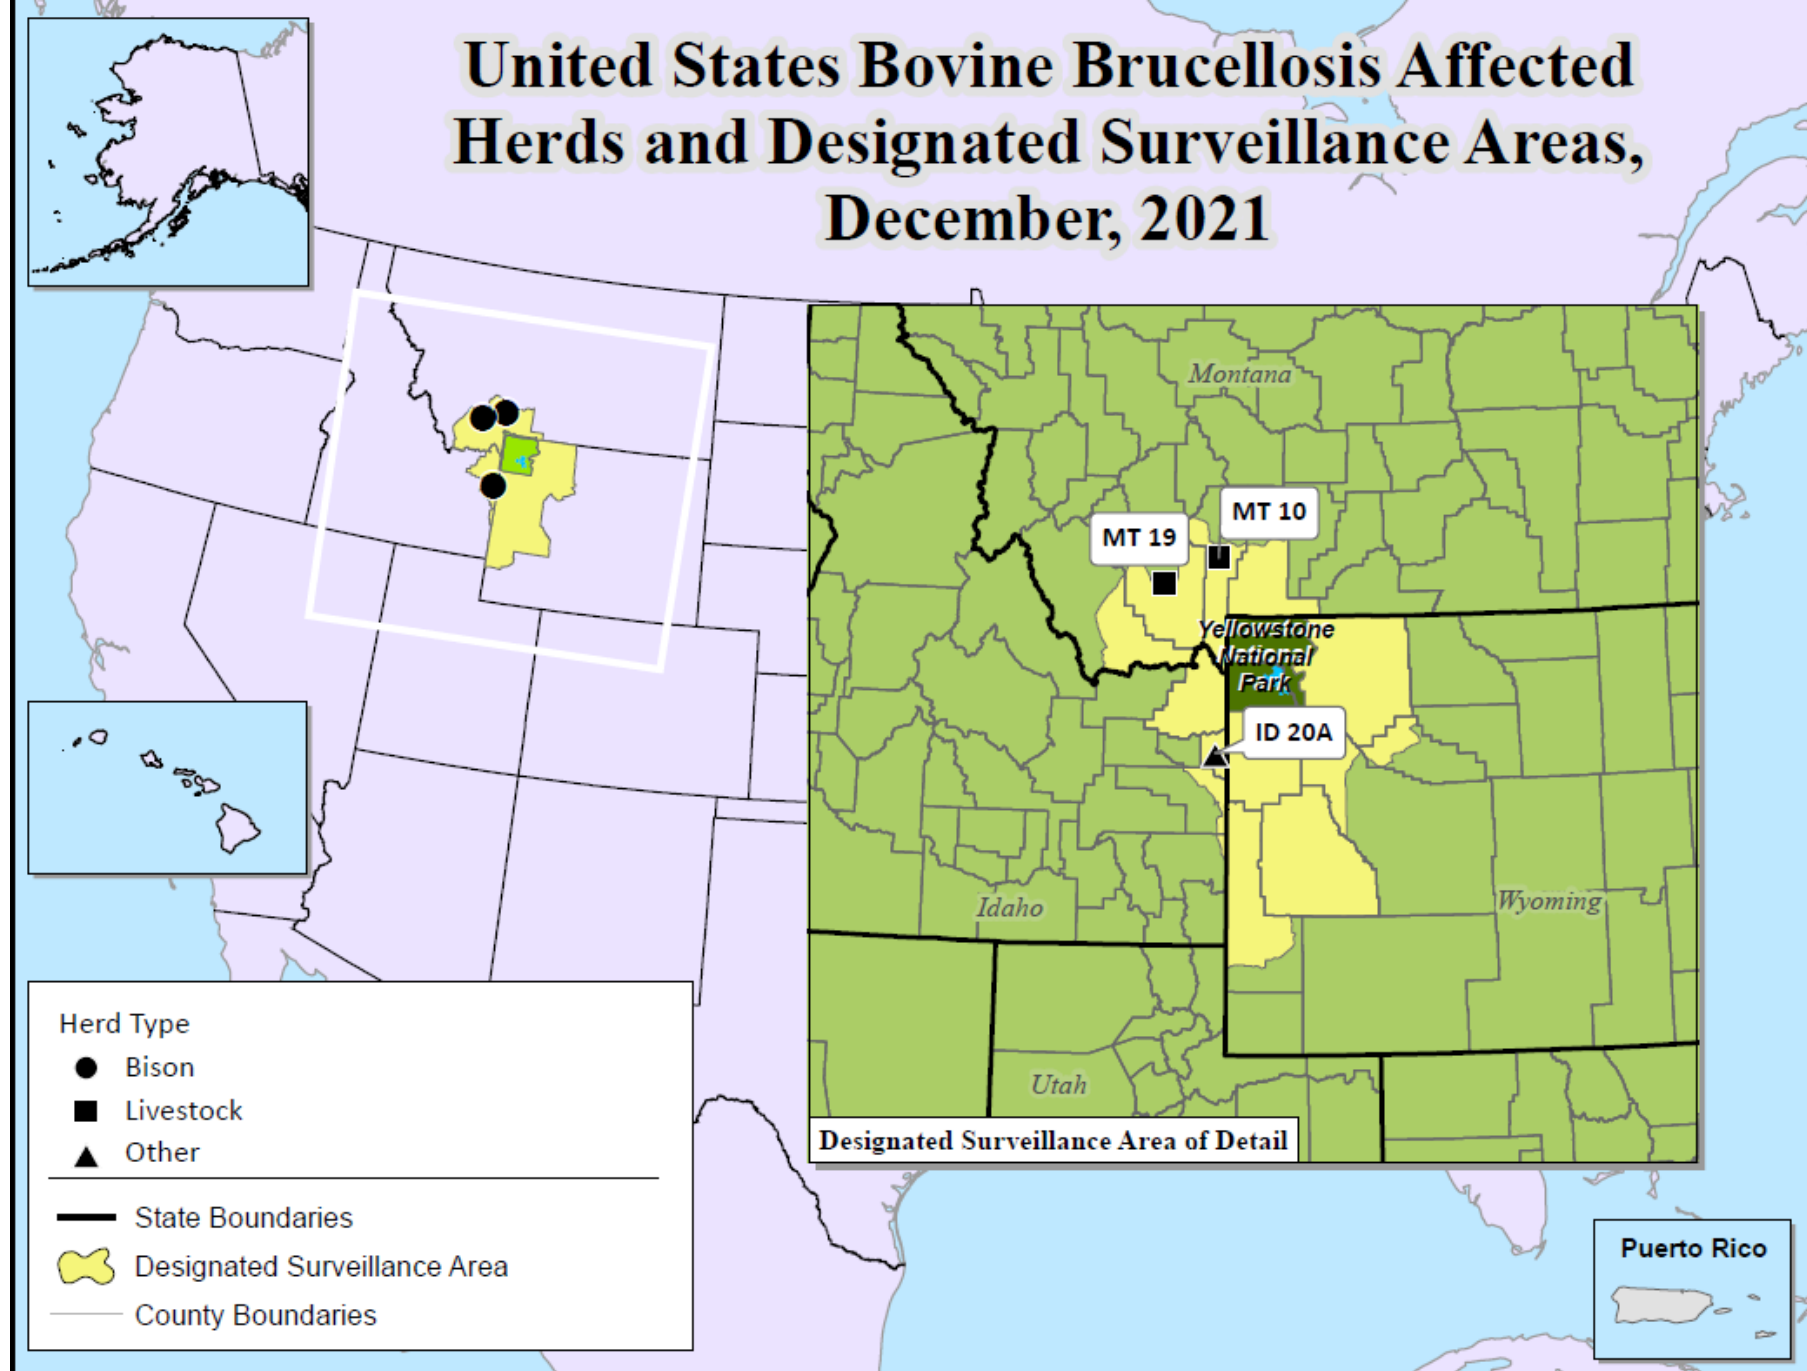 United States Bovine Brucellosis Affected
Herds and Designated Surveillance Areas,
December, 2021
Montana
MT 10
MT 19
Yellowstone
National
Park
ID 20A
Idaho
Wyoming
Utah
Designated Surveillance Area of Detail
Herd Type
Bison
Livestock
Other
State Boundaries
Designated Surveillance Area
County Boundaries
Puerto Rico